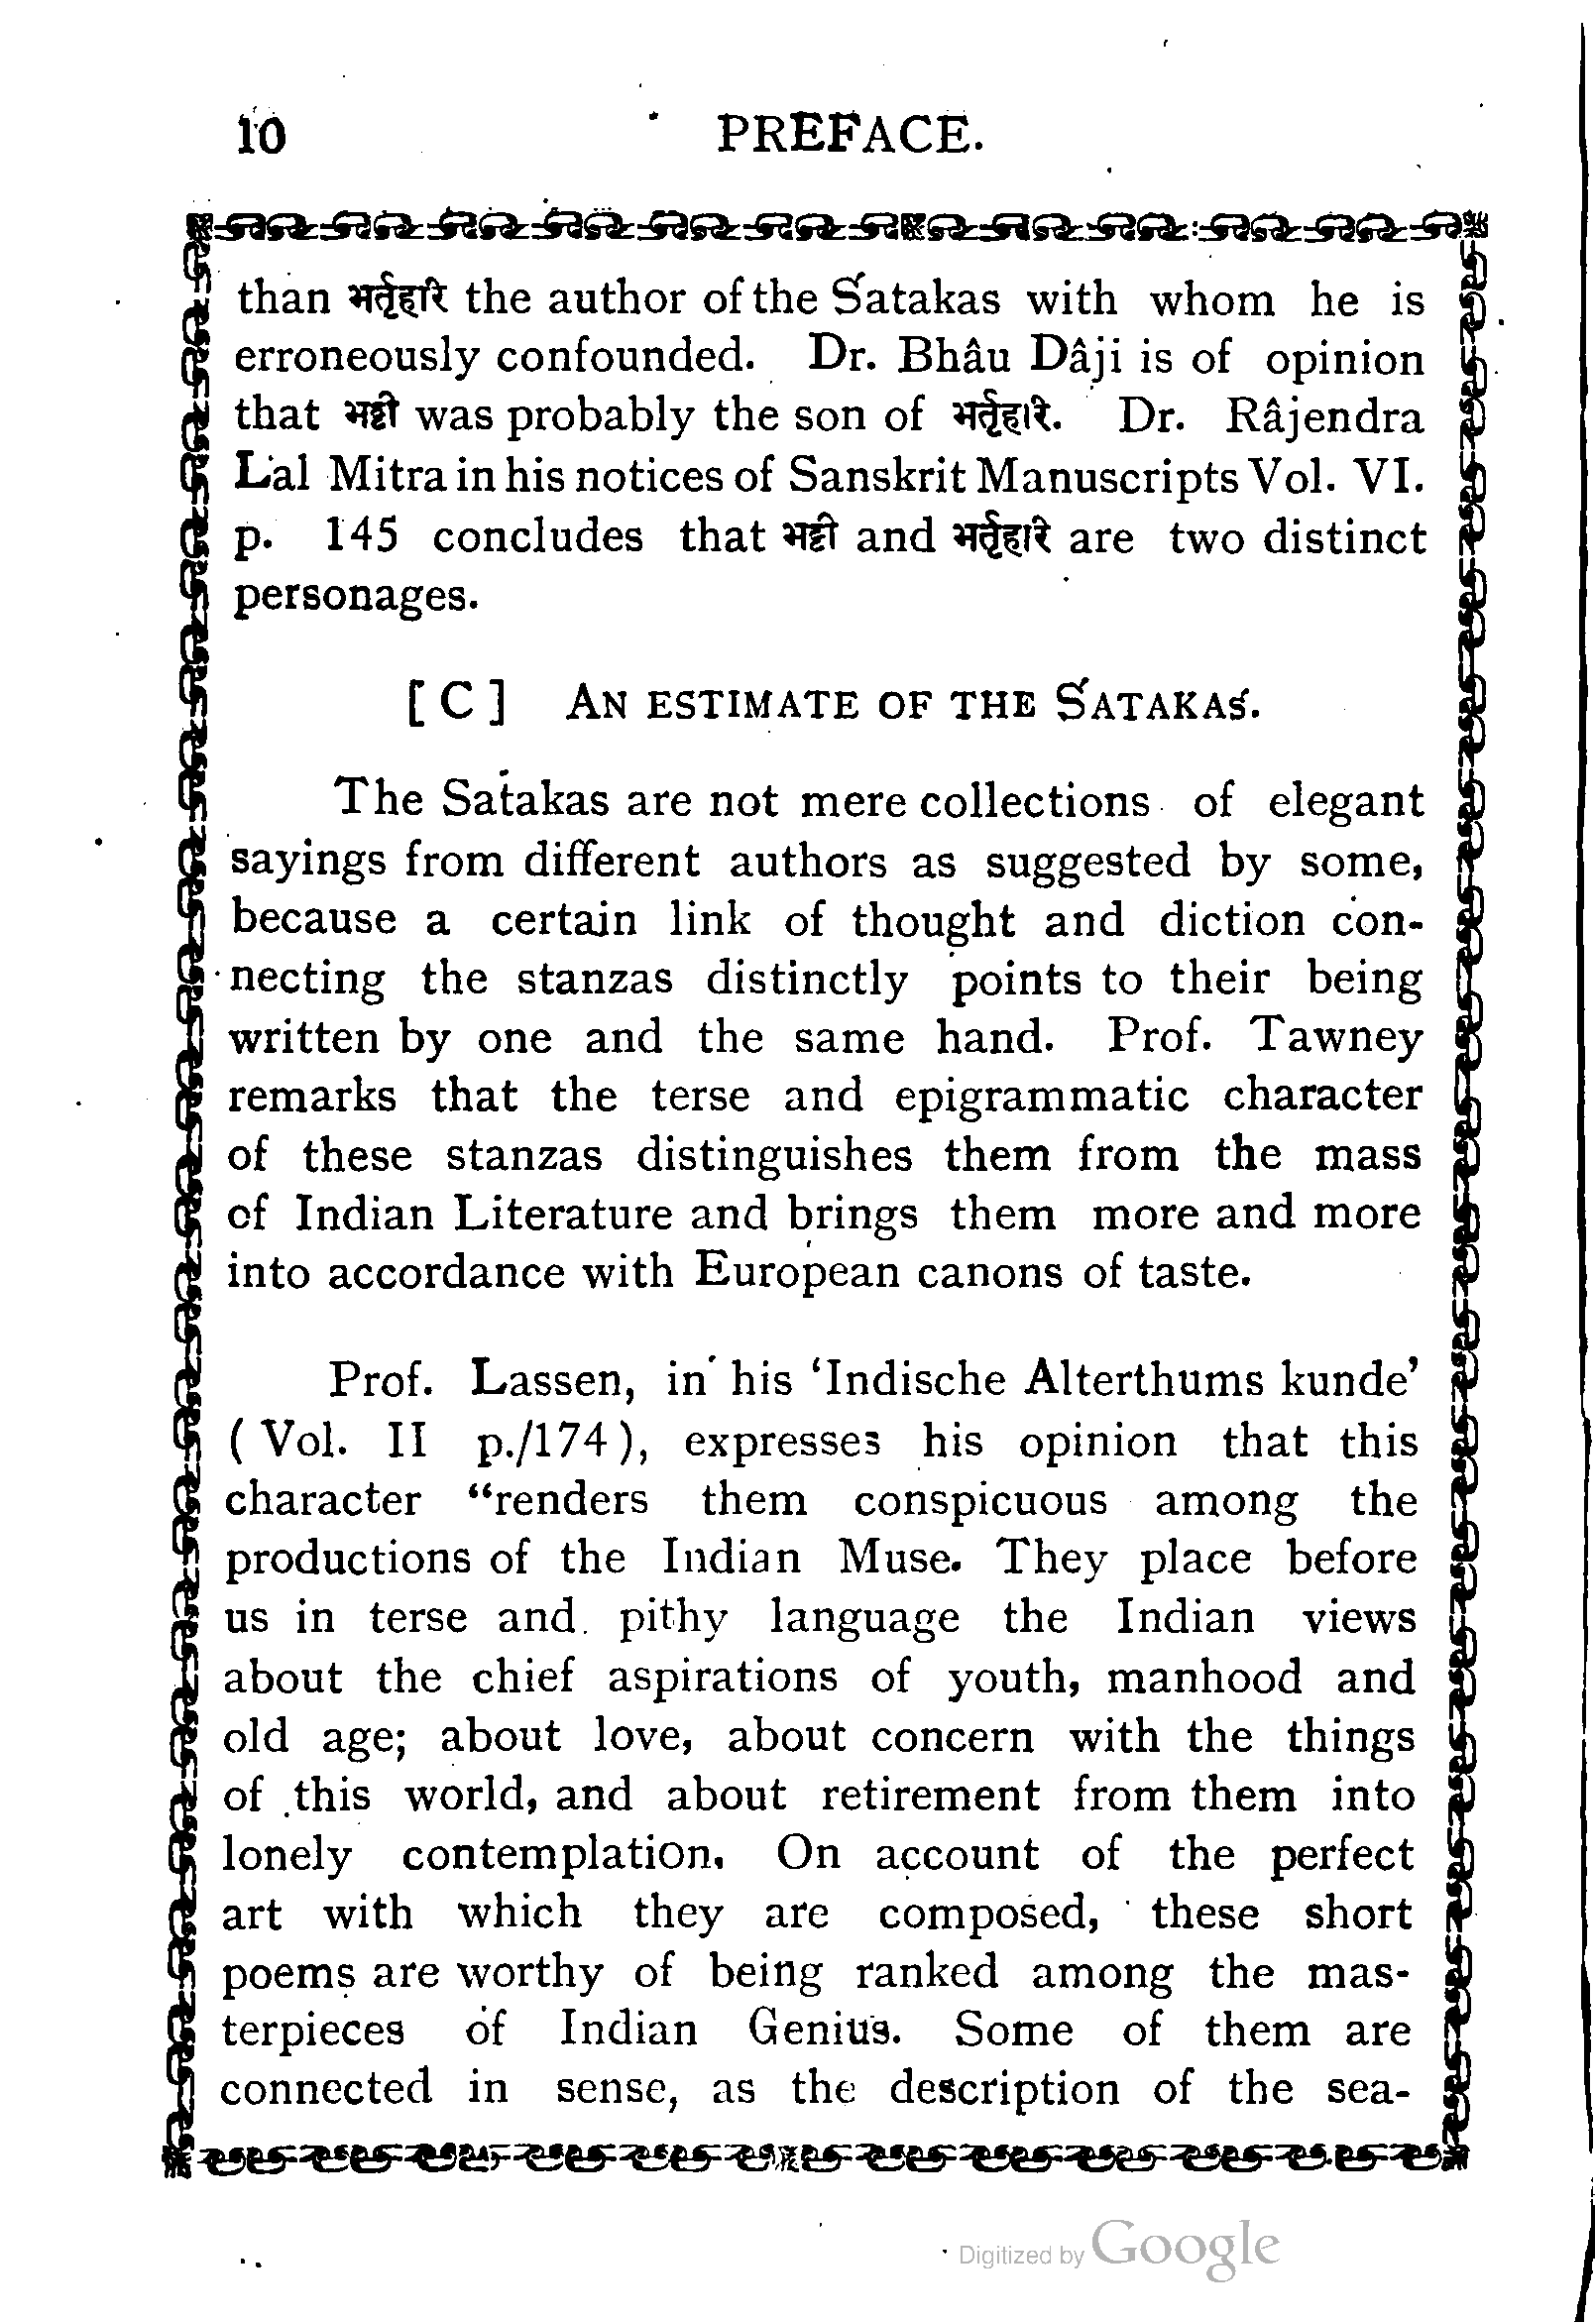 10 PREFACE.
than भर्तृहरि the author of the Śatakas with whom he is
erroneously confounded. Dr. Bhâu Dâji is of opinion
that भट्टी was probably the son of भर्तृहरि. Dr. Râjendra
Lal Mitra in his notices of Sanskrit Manuscripts Vol. VI.
p. 145 concludes that भट्टी and भर्तृहरि are two distinct
personages.
[ C ] AN ESTIMATE OF THE ŚATAKAS.
The Satakas are not mere collections of elegant
sayings from different authors as suggested by some,
because a certain link of thought and diction con-
necting the stanzas distinctly points to their being
written by one and the same hand. Prof. Tawney
remarks that the terse and epigrammatic character
of these stanzas distinguishes them from the mass
of Indian Literature and brings them more and more
into accordance with European canons of taste.
Prof. Lassen, in his ‘Indische Alterthums kunde’
( Vol. II p./174 ), expresses his opinion that this
character “renders them conspicuous among the
productions of the Indian Muse. They place before
us in terse and pithy language the Indian views
about the chief aspirations of youth, manhood and
old age; about love, about concern with the things
of this world, and about retirement from them into
lonely contemplation. On account of the perfect
art with which they are composed, these short
poems are worthy of being ranked among the mas-
terpieces of Indian Genius. Some of them are
connected in sense, as the description of the sea-
Digitized by Google